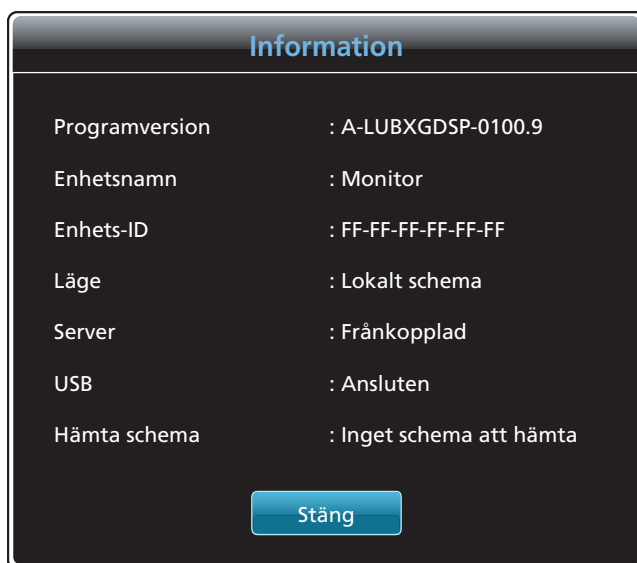 Information
Programversion : A-LUBXGDSP-0100.9
Enhetsnamn : Monitor
Enhets-ID : FF-FF-FF-FF-FF-FF
Läge : Lokalt schema
Server : Frånkopplad
USB : Ansluten
Hämta schema : Inget schema att hämta
Stäng